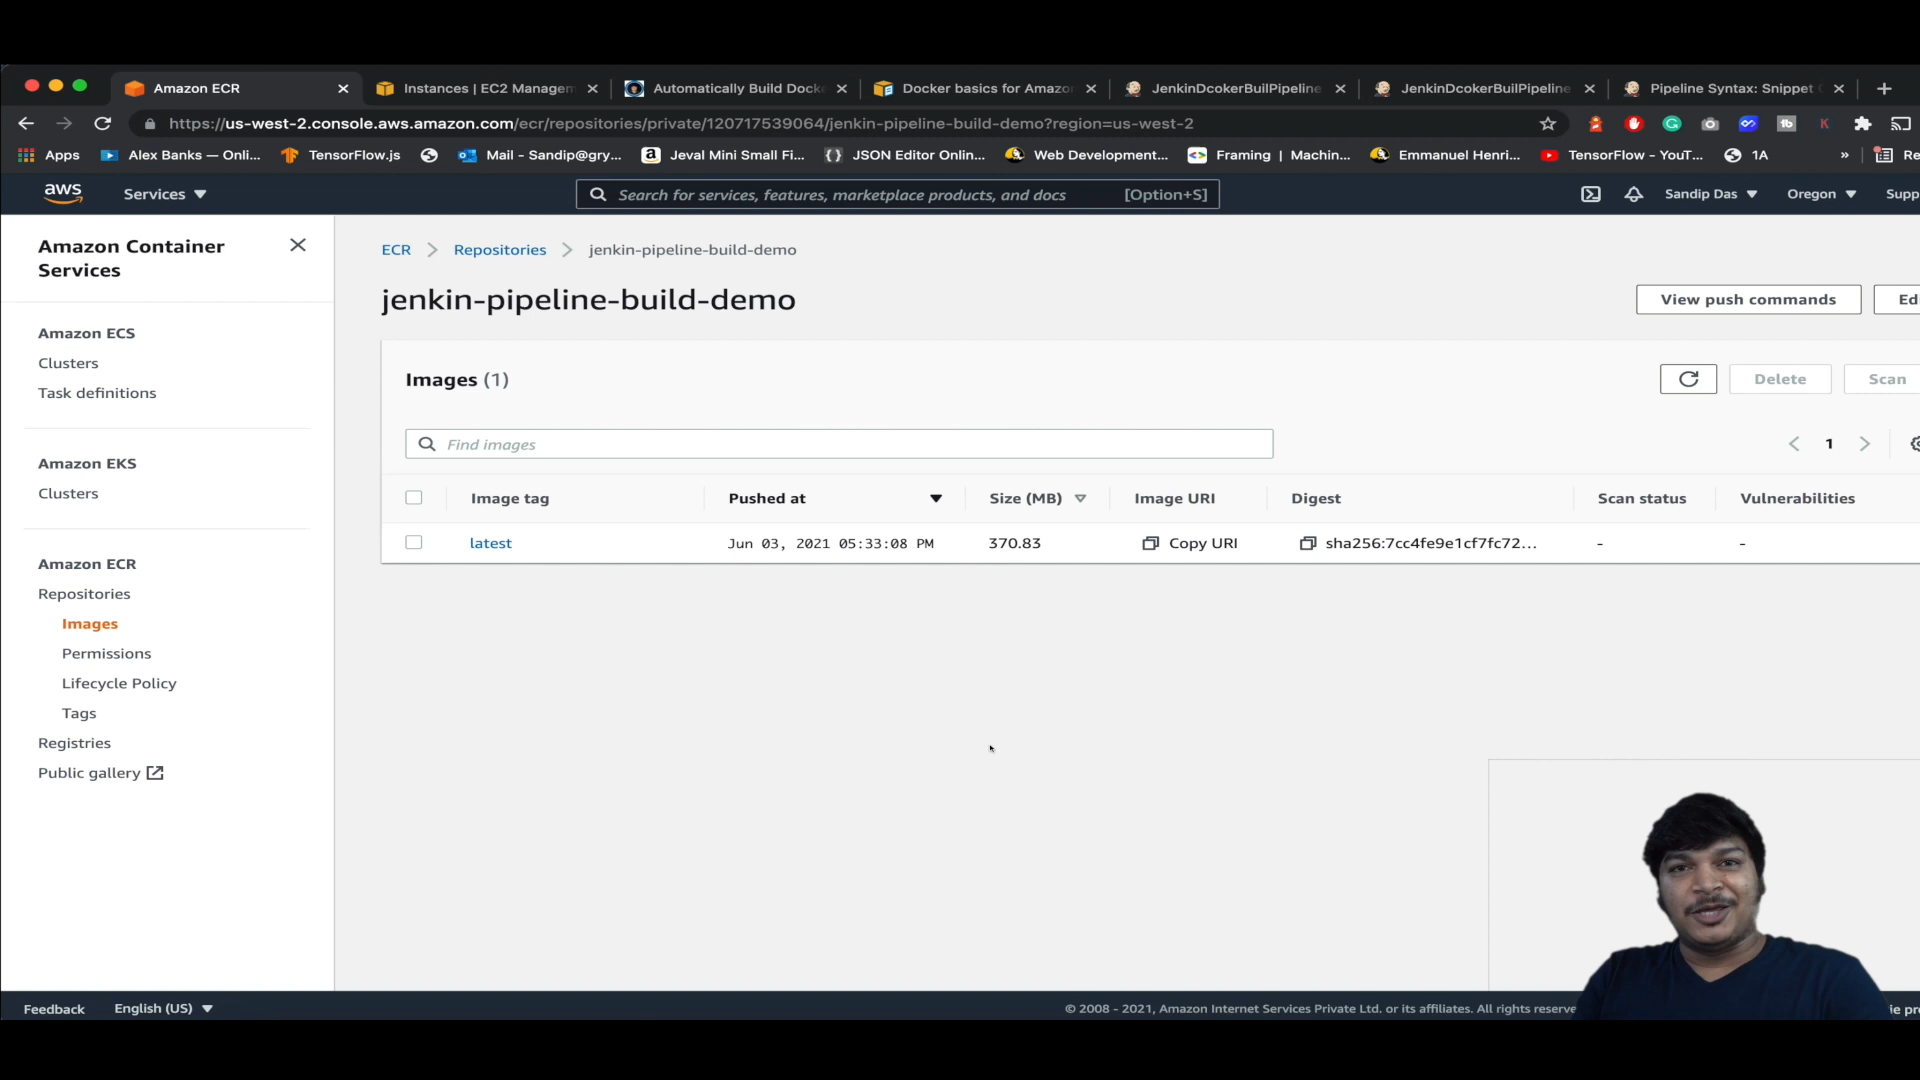 Amazon ECR
Instances | EC2 Managem
Automatically Build Docke
Docker basics for Amazo
JenkinDcokerBuilPipeline
JenkinDcokerBuilPipeline
Pipeline Syntax: Snippet
https://us-west-2.console.aws.amazon.com/ecr/repositories/private/120717539064/jenkin-pipeline-build-demo?region=us-west-2
Apps
Alex Banks — Onli...
TensorFlow.js
Mail - Sandip@gry...
Jeval Mini Small Fi...
JSON Editor Onlin...
Web Development...
Framing | Machin...
Emmanuel Henri...
TensorFlow - YouT...
1A
»
Re
aws
Services
Search for services, features, marketplace products, and docs
[Option+S]
Sandip Das
Oregon
Supp
Amazon Container
Services
Amazon ECS
Clusters
Task definitions
Amazon EKS
Clusters
Amazon ECR
Repositories
Images
Permissions
Lifecycle Policy
Tags
Registries
Public gallery
ECR
Repositories
jenkin-pipeline-build-demo
jenkin-pipeline-build-demo
View push commands
Edi
Images (1)
Delete
Scan
Find images
1
Image tag
Pushed at
Size (MB)
Image URI
Digest
Scan status
Vulnerabilities
latest
Jun 03, 2021 05:33:08 PM
370.83
Copy URI
sha256:7cc4fe9e1cf7fc72...
-
-
Feedback
English (US)
© 2008 - 2021, Amazon Internet Services Private Ltd. or its affiliates. All rights reserve
ie pre